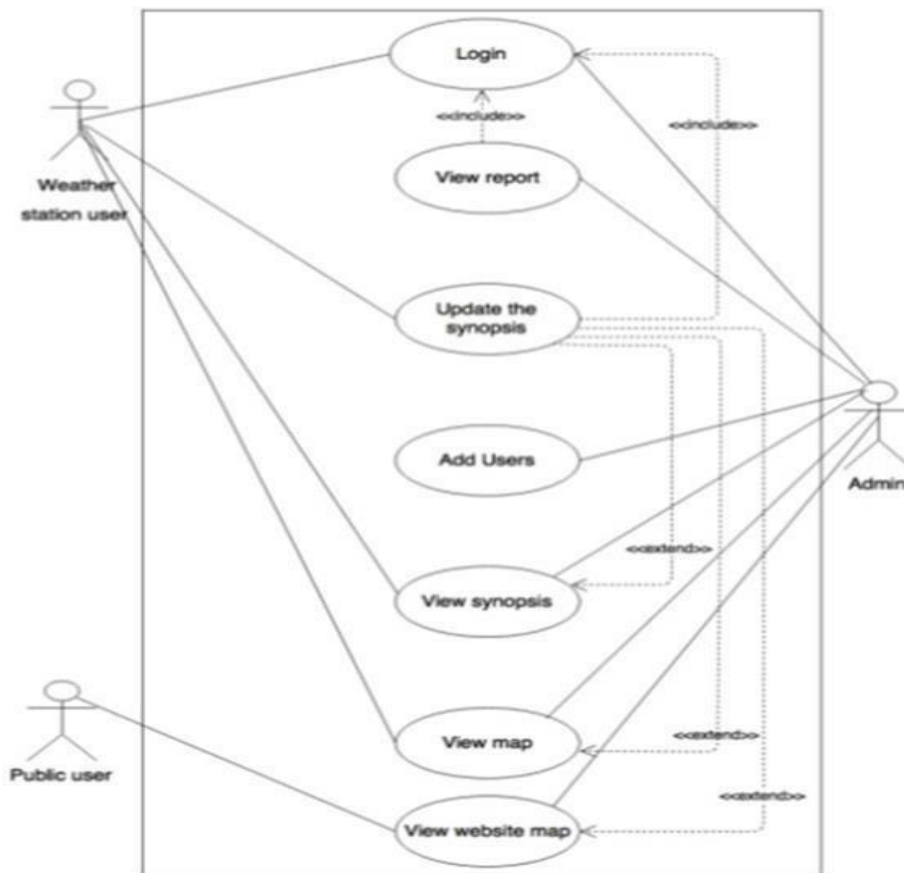 Login
<<include>>
<<include>>
View report
Weather
station user
Update the
synopsis
Add Users
Admin
<<extend>>
View synopsis
View map
<<extend>>
Public user
<<extend>>
View website map